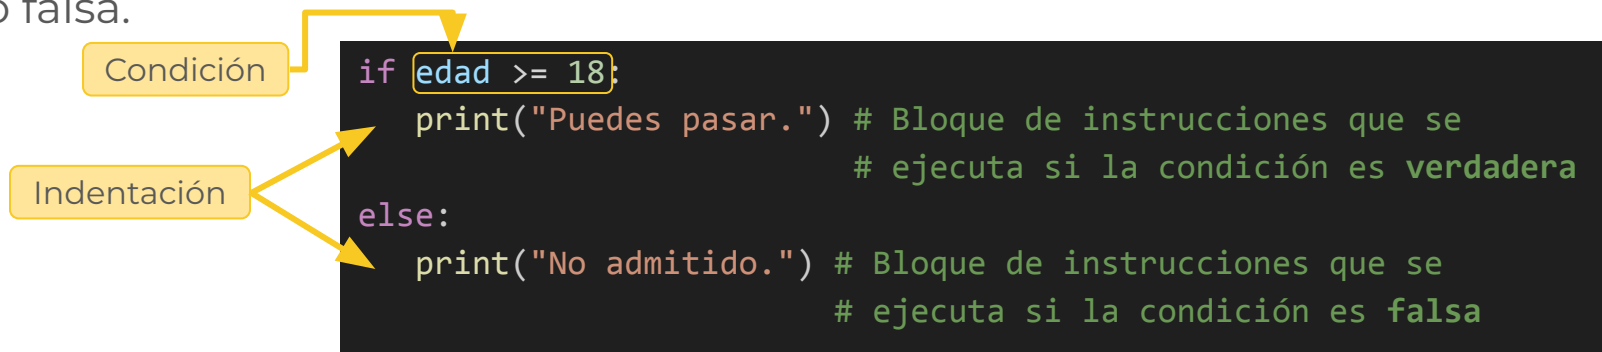 o falsa.
Condición
if edad >= 18:
print("Puedes pasar.") # Bloque de instrucciones que se
# ejecuta si la condición es verdadera
Indentación
else:
print("No admitido.") # Bloque de instrucciones que se
# ejecuta si la condición es falsa